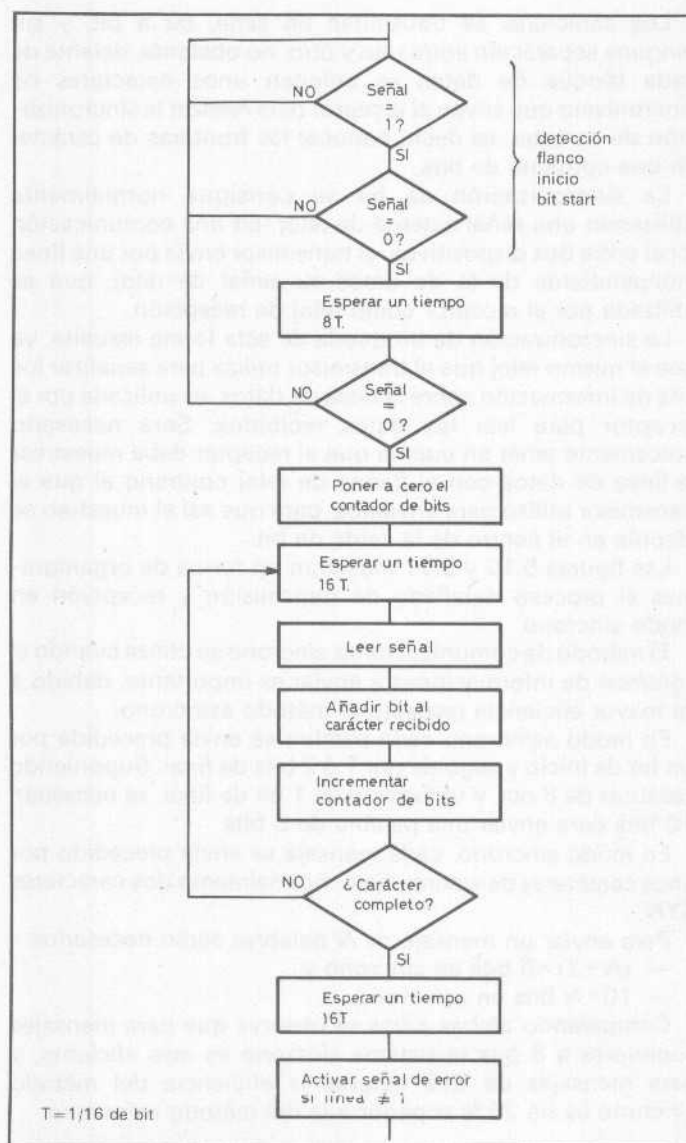 NO
Señal
=
1?
SI
NO
Señal
=
0?
SI
detección
flanco
inicio
bit start
Esperar un tiempo
8T.
NO
Señal
=
0?
SI
Poner a cero el
contador de bits
Esperar un tiempo
16 T.
Leer señal
Añadir bit al
carácter recibido
Incrementar
contador de bits
NO
¿Carácter
completo?
SI
Esperar un tiempo
16T
Activar señal de error
si línea ≠ 1
T=1/16 de bit